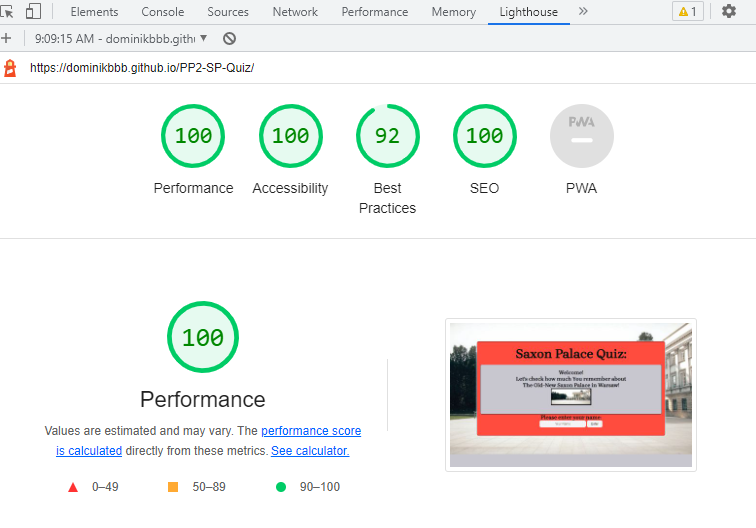 Elements Console Sources Network Performance Memory Lighthouse » 1
+ 9:09:15 AM - dominikbbb.githu ▼
https://dominikbbb.github.io/PP2-SP-Quiz/
100 100 92 100 PWA
Performance Accessibility Best Practices SEO PWA
100
Performance
Values are estimated and may vary. The performance score
is calculated directly from these metrics. See calculator.
0–49 50–89 90–100
Saxon Palace Quiz:
Welcome!
Let's check how much You remember about
The Old-New Saxon Palace in Warsaw!
Please enter your name